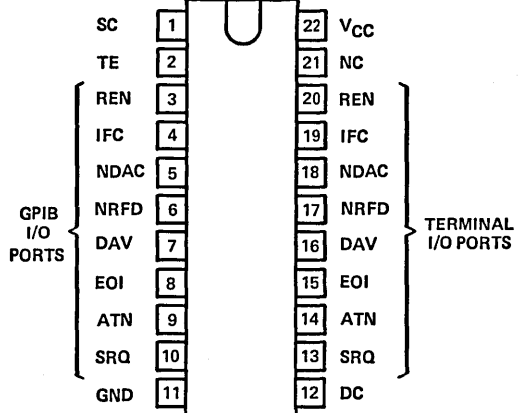 SC 1 22 VCC
TE 2 21 NC
REN 3 20 REN
IFC 4 19 IFC
NDAC 5 18 NDAC
NRFD 6 17 NRFD
DAV 7 16 DAV
EOI 8 15 EOI
ATN 9 14 ATN
SRQ 10 13 SRQ
GND 11 12 DC
GPIB
I/O
PORTS
TERMINAL
I/O PORTS